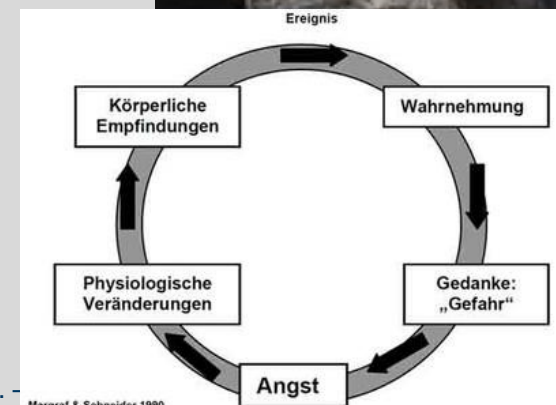 Ereignis
Wahrnehmung
Gedanke:
„Gefahr“
Angst
Physiologische
Veränderungen
Körperliche
Empfindungen
Margraf & Schneider 1990